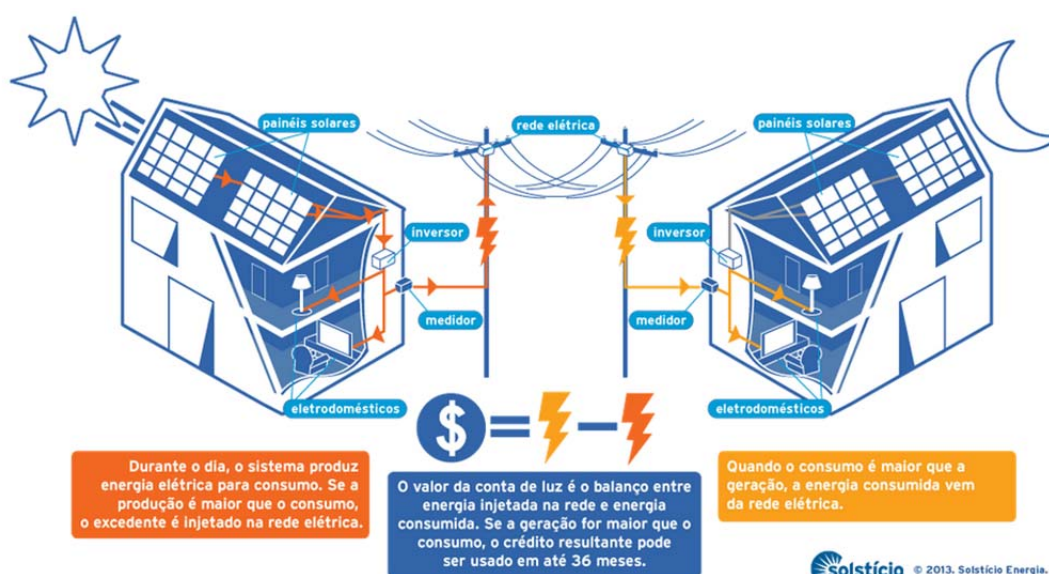 painéis solares
rede elétrica
painéis solares
inversor
inversor
medidor
medidor
eletrodomésticos
eletrodomésticos
$
Durante o dia, o sistema produz
energia elétrica para consumo. Se a
produção é maior que o consumo,
o excedente é injetado na rede elétrica.
O valor da conta de luz é o balanço entre
energia injetada na rede e energia
consumida. Se a geração for maior que o
consumo, o crédito resultante pode
ser usado em até 36 meses.
Quando o consumo é maior que a
geração, a energia consumida vem
da rede elétrica.
solstício © 2013. Solstício Energia.